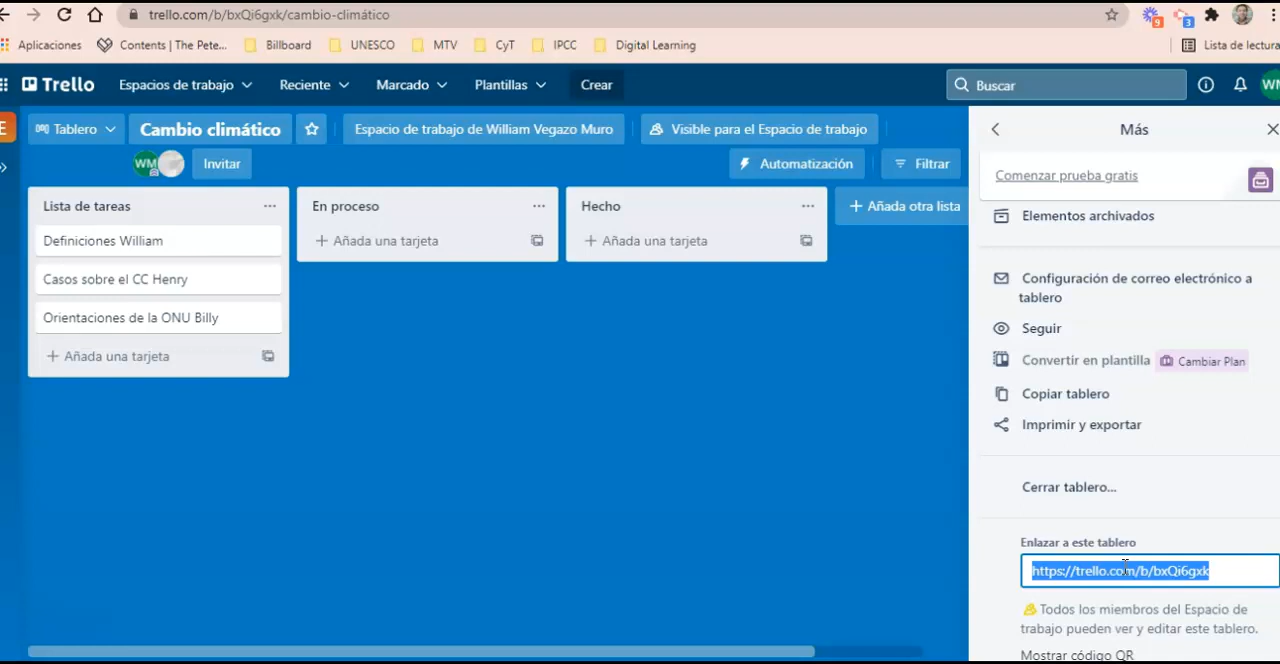 trello.com/b/bxQi6gxk/cambio-climático
9
3
Aplicaciones Contents | The Pete... Billboard UNESCO MTV CyT IPCC Digital Learning Lista de lectura
Trello Espacios de trabajo Reciente Marcado Plantillas Crear Buscar WM
E Tablero Cambio climático Espacio de trabajo de William Vegazo Muro Visible para el Espacio de trabajo
WM Invitar Automatización Filtrar
Lista de tareas
Definiciones William
Casos sobre el CC Henry
Orientaciones de la ONU Billy
+ Añada una tarjeta
En proceso
+ Añada una tarjeta
Hecho
+ Añada una tarjeta
+ Añada otra lista
Más
Comenzar prueba gratis
Elementos archivados
Configuración de correo electrónico a
tablero
Seguir
Convertir en plantilla Cambiar Plan
Copiar tablero
Imprimir y exportar
Cerrar tablero...
Enlazar a este tablero
https://trello.com/b/bxQi6gxk
Todos los miembros del Espacio de
trabajo pueden ver y editar este tablero.
Mostrar código QR